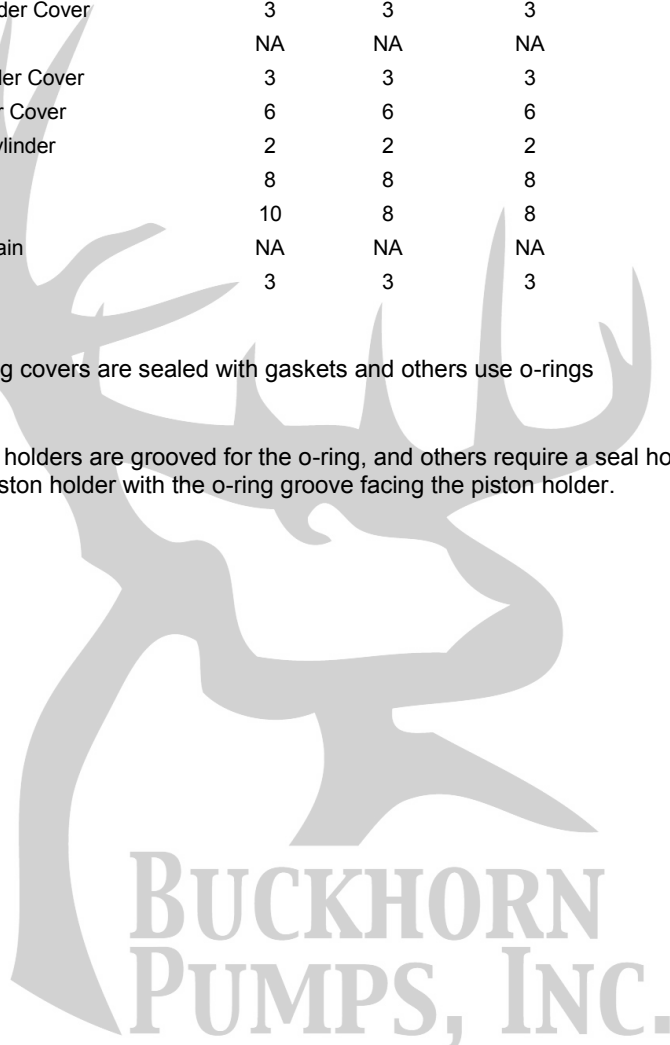 der Cover 3 3 3
NA NA NA
ler Cover 3 3 3
r Cover 6 6 6
linder 2 2 2
8 8 8
10 8 8
ain NA NA NA
3 3 3
g covers are sealed with gaskets and others use o-rings
holders are grooved for the o-ring, and others require a seal ho
ston holder with the o-ring groove facing the piston holder.
BUCKHORN
PUMPS, INC.